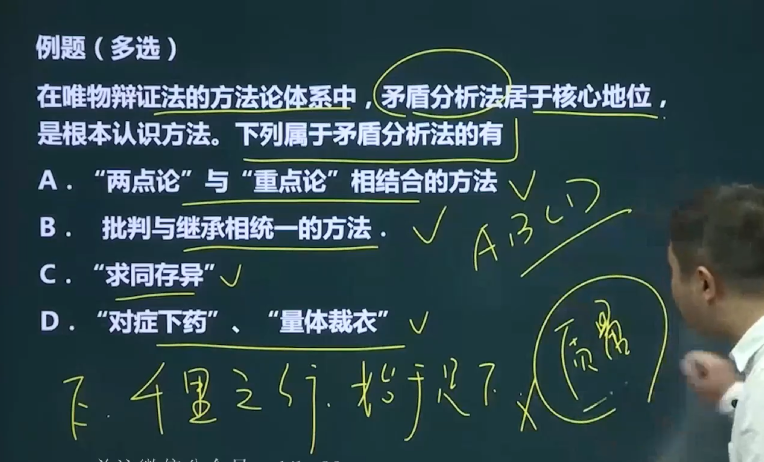 例题（多选）
在唯物辩证法的方法论体系中，矛盾分析法居于核心地位，
是根本认识方法。下列属于矛盾分析法的有
A．“两点论”与“重点论”相结合的方法
B． 批判与继承相统一的方法．
ABCD
C．“求同存异”
D．“对症下药”、“量体裁衣”
质量
千里之行．始于足下